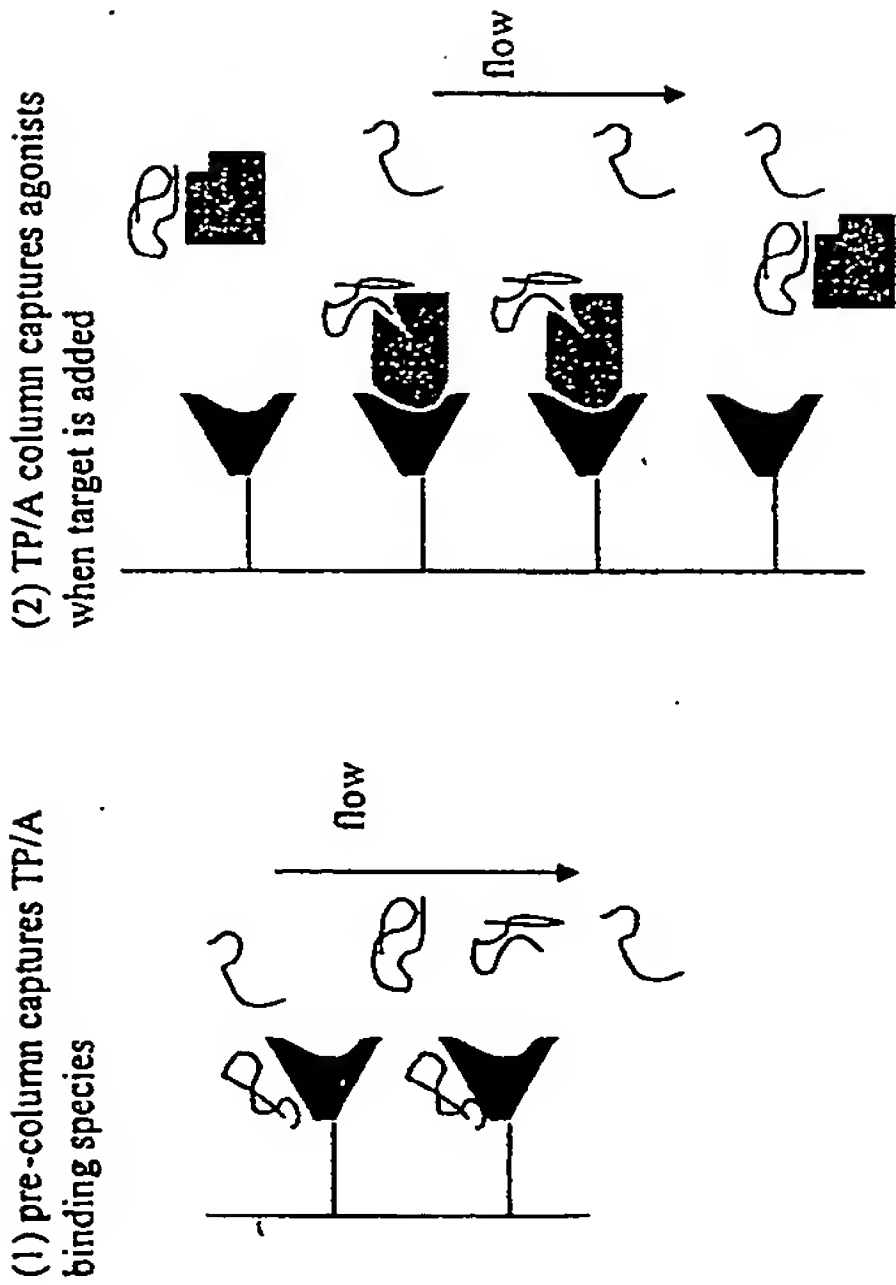 (1) pre-column captures TP/A
binding species
flow
(2) TP/A column captures agonists
when target is added
flow